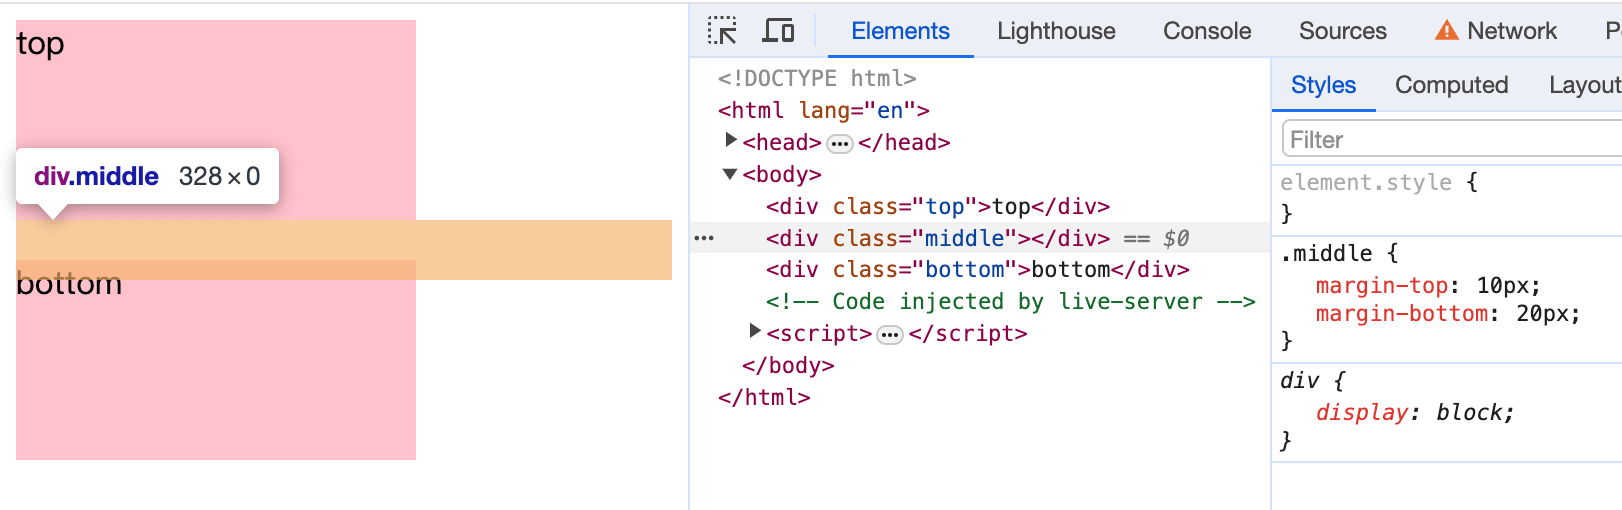 top
div.middle 328 × 0
bottom
Elements Lighthouse Console Sources Network
<!DOCTYPE html>
<html lang="en">
<head> ••• </head>
<body>
<div class="top">top</div>
••• <div class="middle"></div> == $0
<div class="bottom">bottom</div>
<!-- Code injected by live-server -->
<script> ••• </script>
</body>
</html>
Styles Computed Layout
Filter
element.style {
}
.middle {
margin-top: 10px;
margin-bottom: 20px;
}
div {
display: block;
}